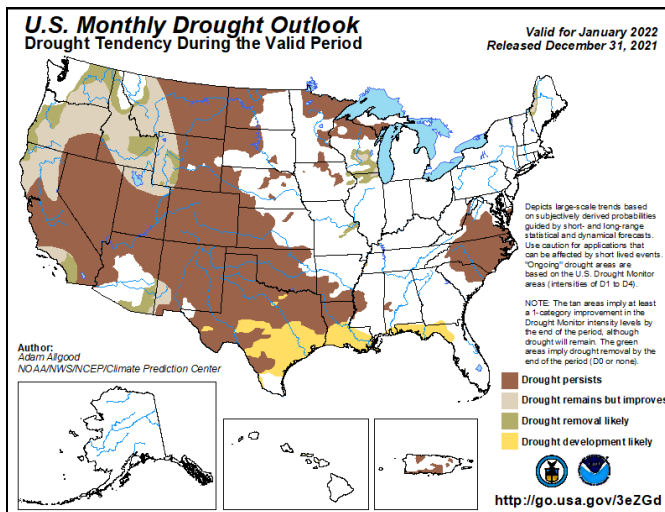 U.S. Monthly Drought Outlook
Drought Tendency During the Valid Period
Valid for January 2022
Released December 31, 2021
Depicts large-scale trends based
on subjectively derived probabilities
guided by short- and long-range
statistical and dynamical forecasts.
Use caution for applications that
can be affected by short lived events.
"Ongoing" drought areas are
based on the U.S. Drought Monitor
areas (intensities of D1 to D4).
NOTE: The tan areas imply at least
a 1-category improvement in the
Drought Monitor intensity levels by
the end of the period, although
drought will remain. The green
areas imply drought removal by the
end of the period (D0 or none).
Author:
Adam Allgood
NOAA/NWS/NCEP/Climate Prediction Center
Drought persists
Drought remains but improves
Drought removal likely
Drought development likely
http://go.usa.gov/3eZGd